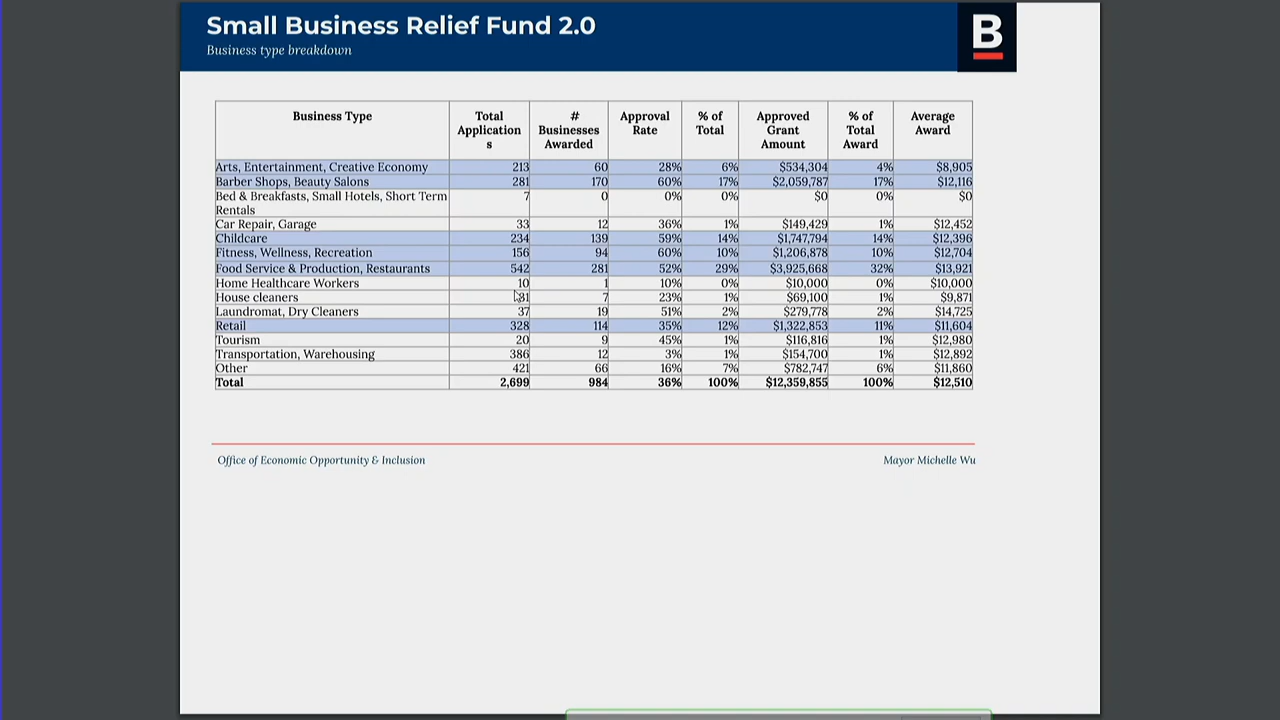 Small Business Relief Fund 2.0
Business type breakdown
B
Business Type Total Application s # Businesses Awarded Approval Rate % of Total Approved Grant Amount % of Total Award Average Award
Arts, Entertainment, Creative Economy 213 60 28% 6% $534,304 4% $8,905
Barber Shops, Beauty Salons 281 170 60% 17% $2,059,787 17% $12,116
Bed & Breakfasts, Small Hotels, Short Term Rentals 7 0 0% 0% $0 0% $0
Car Repair, Garage 33 12 36% 1% $149,429 1% $12,452
Childcare 234 139 59% 14% $1,747,794 14% $12,396
Fitness, Wellness, Recreation 156 94 60% 10% $1,206,878 10% $12,704
Food Service & Production, Restaurants 542 281 52% 29% $3,925,668 32% $13,921
Home Healthcare Workers 10 1 10% 0% $10,000 0% $10,000
House cleaners 31 7 23% 1% $69,100 1% $9,871
Laundromat, Dry Cleaners 37 19 51% 2% $279,778 2% $14,725
Retail 328 114 35% 12% $1,322,853 11% $11,604
Tourism 20 9 45% 1% $116,816 1% $12,980
Transportation, Warehousing 386 12 3% 1% $154,700 1% $12,892
Other 421 66 16% 7% $782,747 6% $11,860
Total 2,699 984 36% 100% $12,359,855 100% $12,510
Office of Economic Opportunity & Inclusion
Mayor Michelle Wu